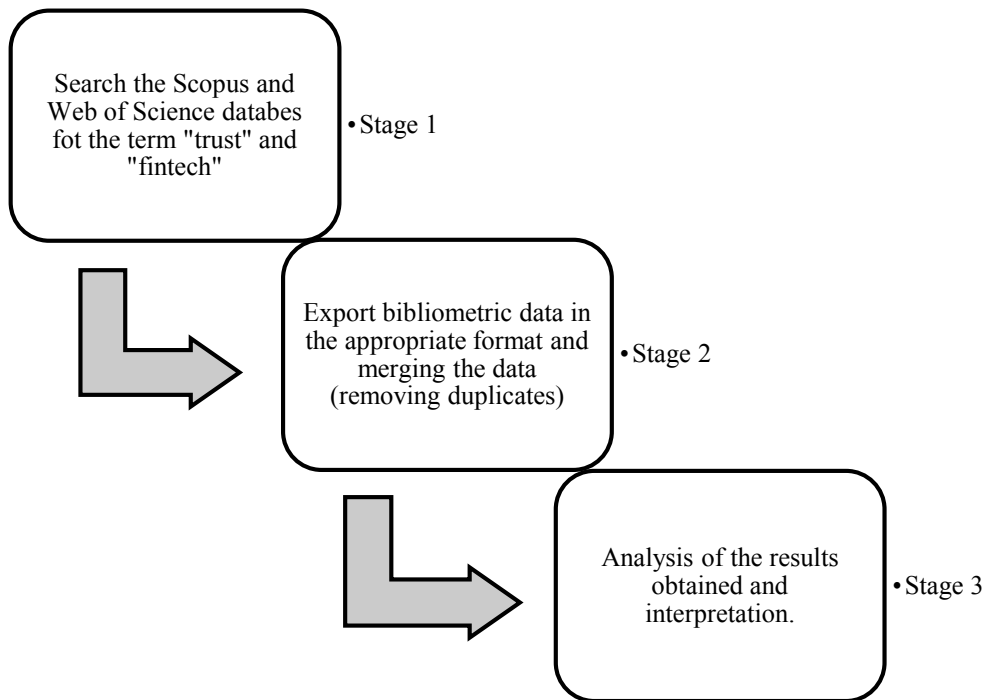 Search the Scopus and
Web of Science databes
fot the term "trust" and
"fintech"
• Stage 1
Export bibliometric data in
the appropriate format and
merging the data
(removing duplicates)
• Stage 2
Analysis of the results
obtained and
interpretation.
• Stage 3